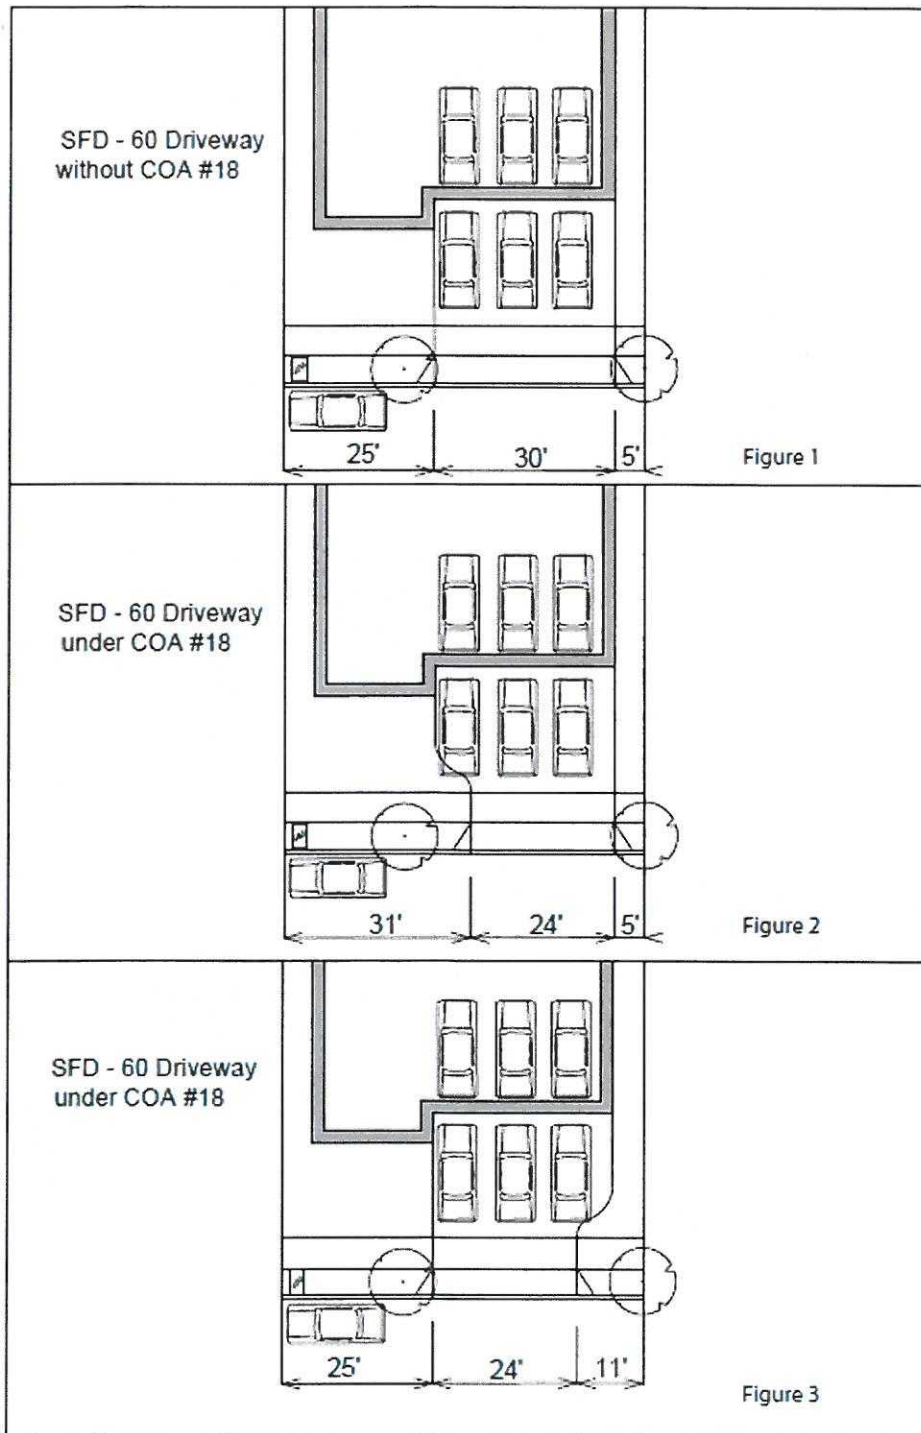 SFD - 60 Driveway
without COA #18
25'
30'
5'
Figure 1
SFD - 60 Driveway
under COA #18
31'
24'
5'
Figure 2
SFD - 60 Driveway
under COA #18
25'
24'
11'
Figure 3